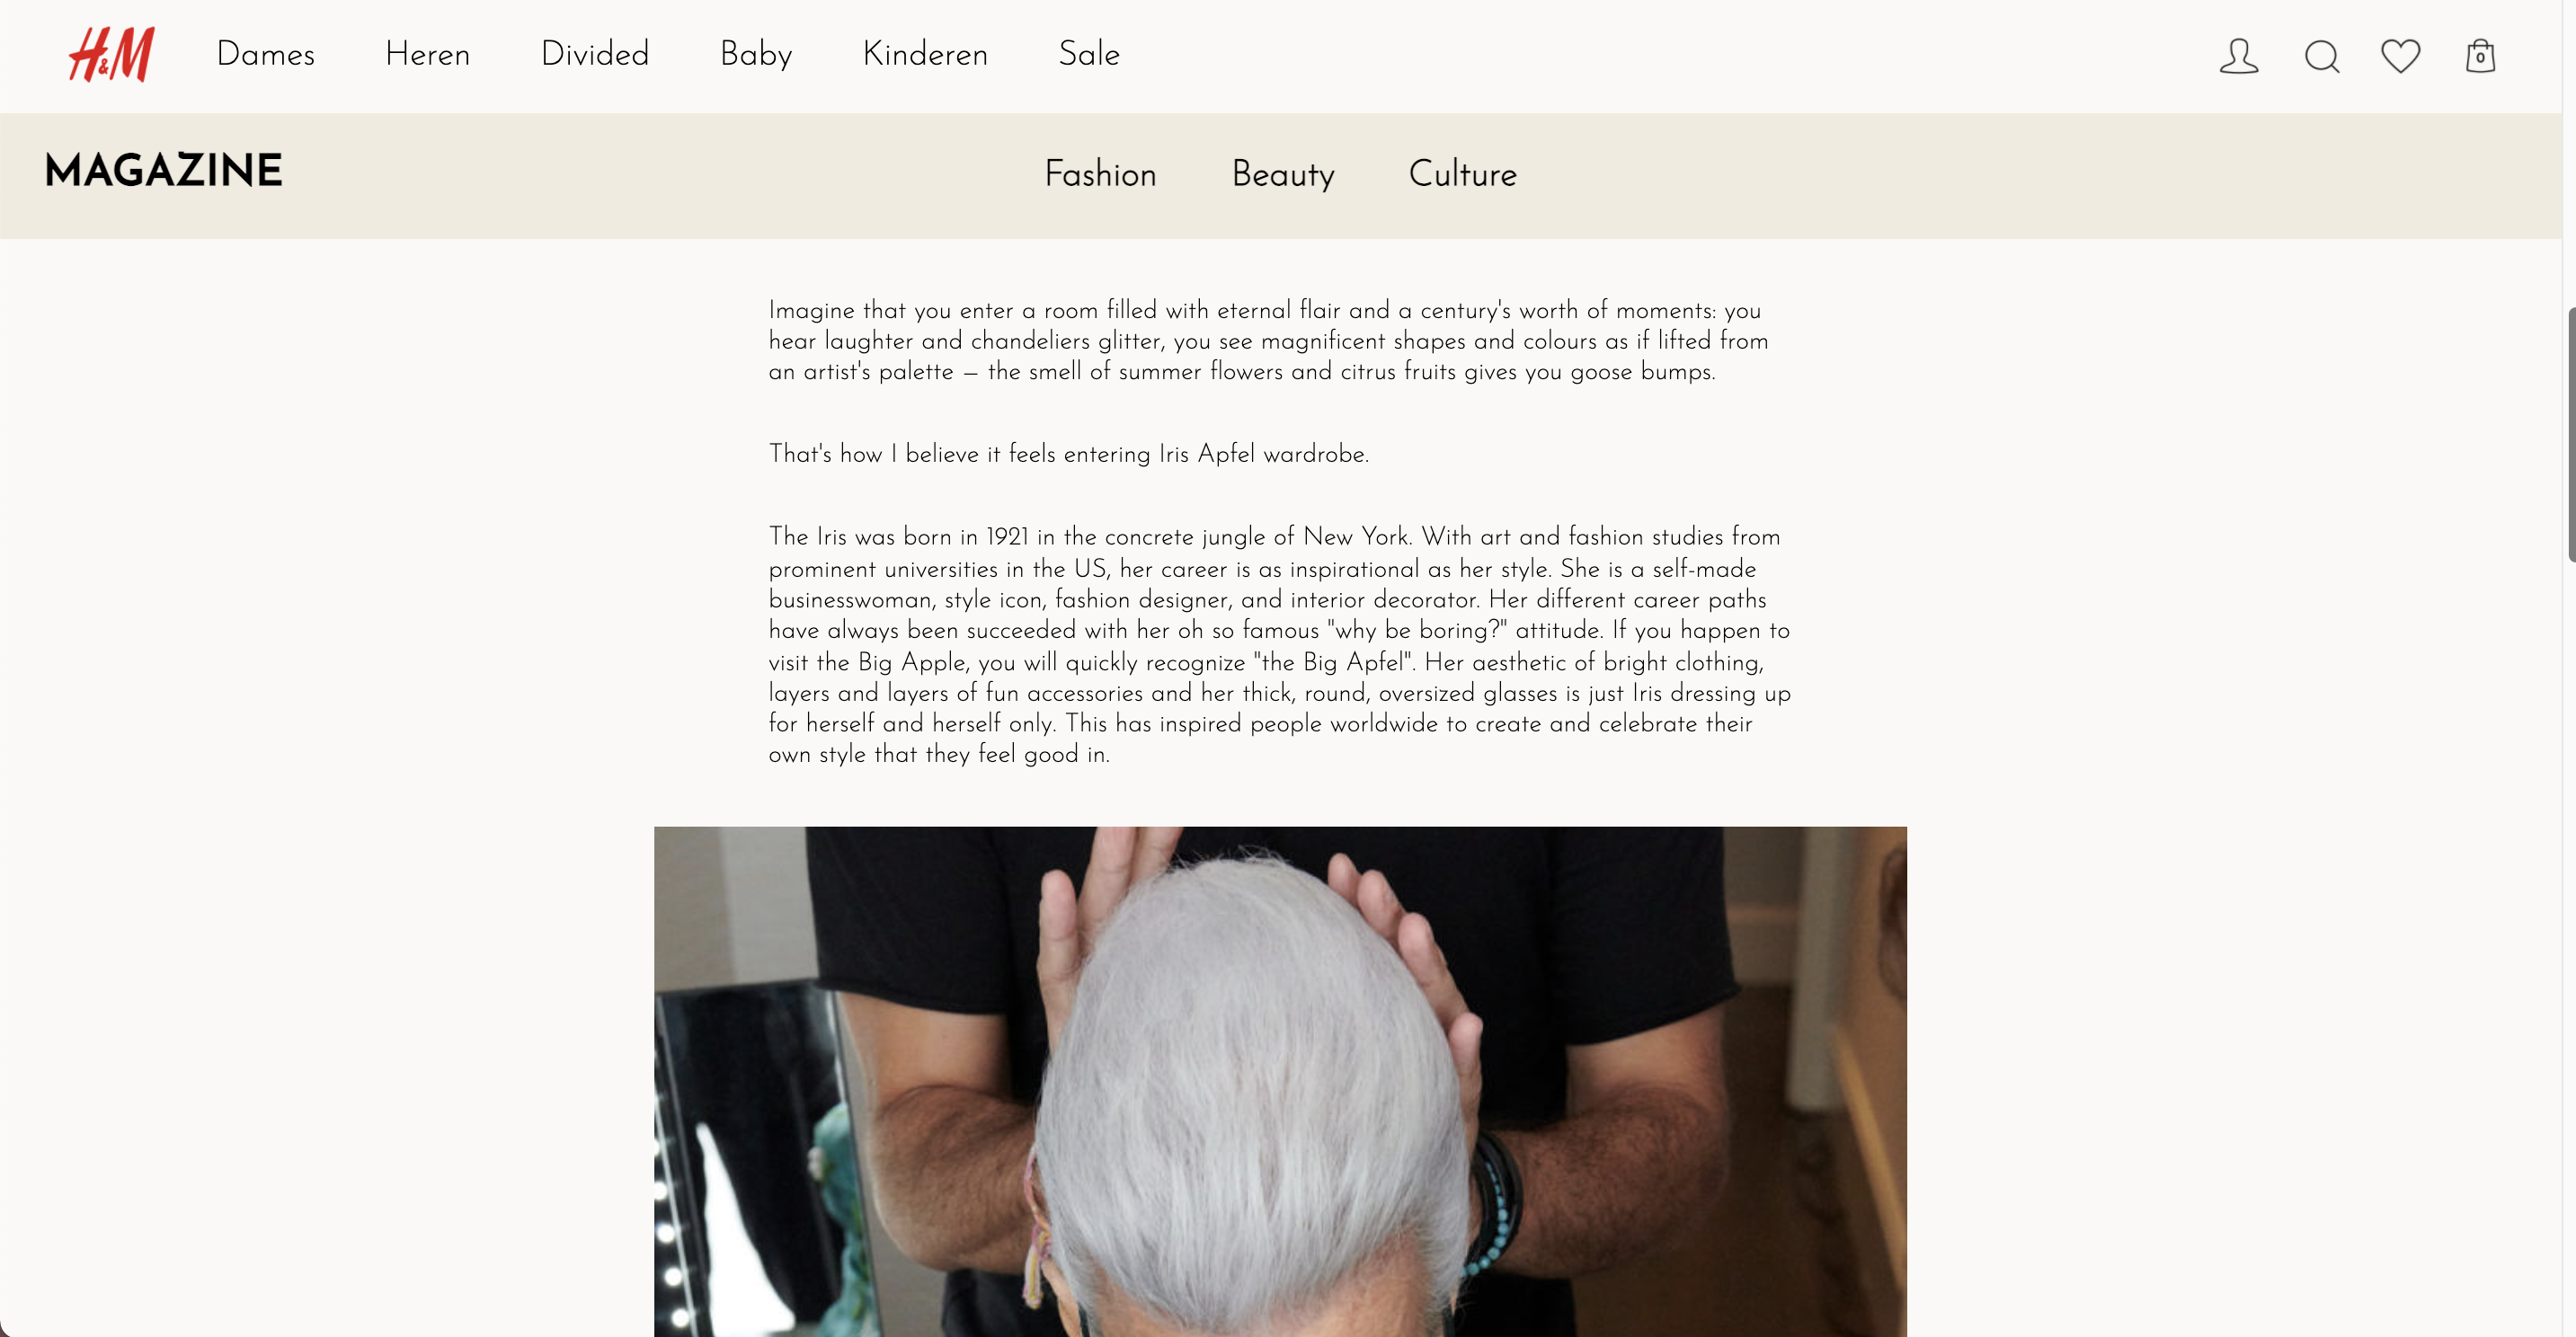 H&M Dames Heren Divided Baby Kinderen Sale 0
MAGAZINE Fashion Beauty Culture
Imagine that you enter a room filled with eternal flair and a century's worth of moments: you
hear laughter and chandeliers glitter, you see magnificent shapes and colours as if lifted from
an artist's palette – the smell of summer flowers and citrus fruits gives you goose bumps.
That's how I believe it feels entering Iris Apfel wardrobe.
The Iris was born in 1921 in the concrete jungle of New York. With art and fashion studies from
prominent universities in the US, her career is as inspirational as her style. She is a self-made
businesswoman, style icon, fashion designer, and interior decorator. Her different career paths
have always been succeeded with her oh so famous "why be boring?" attitude. If you happen to
visit the Big Apple, you will quickly recognize "the Big Apfel". Her aesthetic of bright clothing,
layers and layers of fun accessories and her thick, round, oversized glasses is just Iris dressing up
for herself and herself only. This has inspired people worldwide to create and celebrate their
own style that they feel good in.